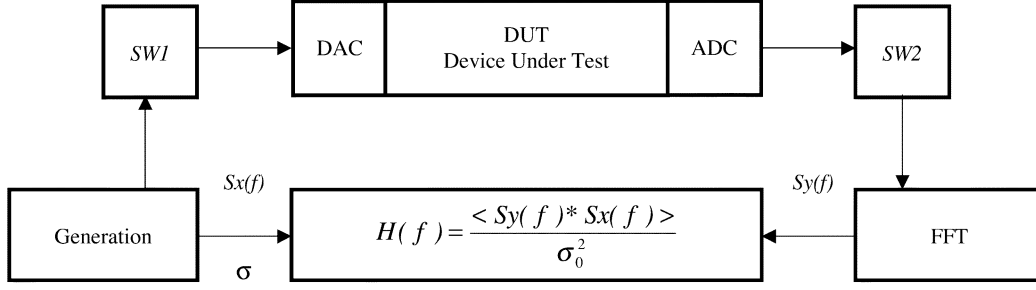 SW1
DAC
DUT
Device Under Test
ADC
SW2
Sx(f)
Sy(f)
Generation
H( f ) = < Sy( f )* Sx( f ) > / σ₀²
FFT
σ